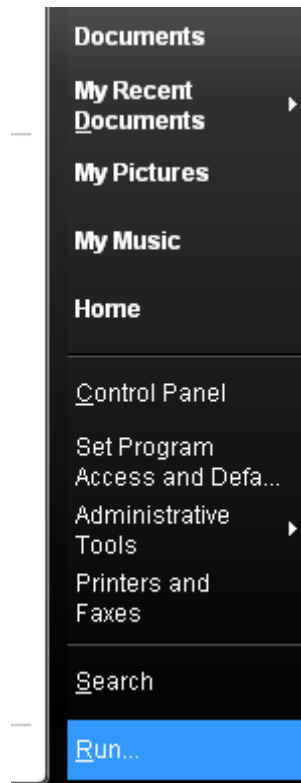 Documents
My Recent
Documents
My Pictures
My Music
Home
Control Panel
Set Program
Access and Defa...
Administrative
Tools
Printers and
Faxes
Search
Run...